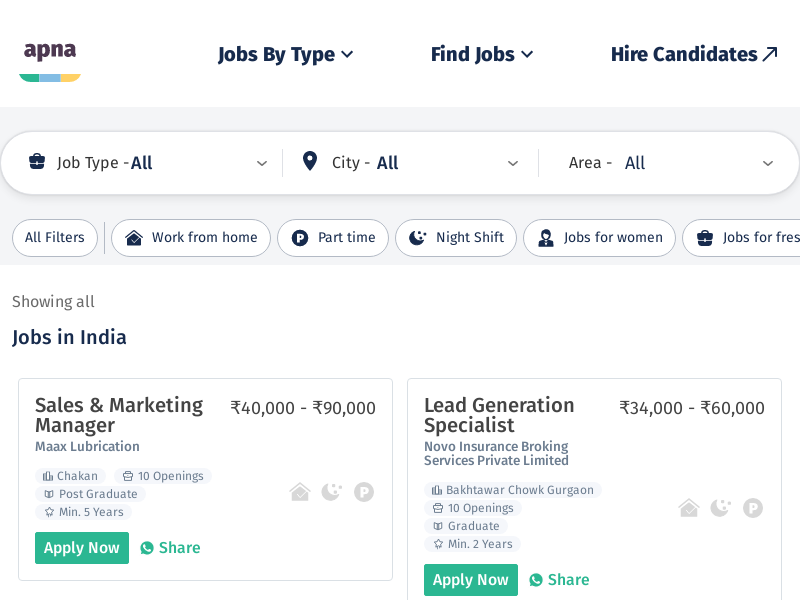 apna
Jobs By Type
Find Jobs
Hire Candidates
Job Type - All
City - All
Area - All
All Filters
Work from home
Part time
Night Shift
Jobs for women
Jobs for fres
Showing all
Jobs in India
Sales & Marketing
Manager
₹40,000 - ₹90,000
Maax Lubrication
Chakan
10 Openings
Post Graduate
Min. 5 Years
Apply Now
Share
Lead Generation
Specialist
₹34,000 - ₹60,000
Novo Insurance Broking
Services Private Limited
Bakhtawar Chowk Gurgaon
10 Openings
Graduate
Min. 2 Years
Apply Now
Share